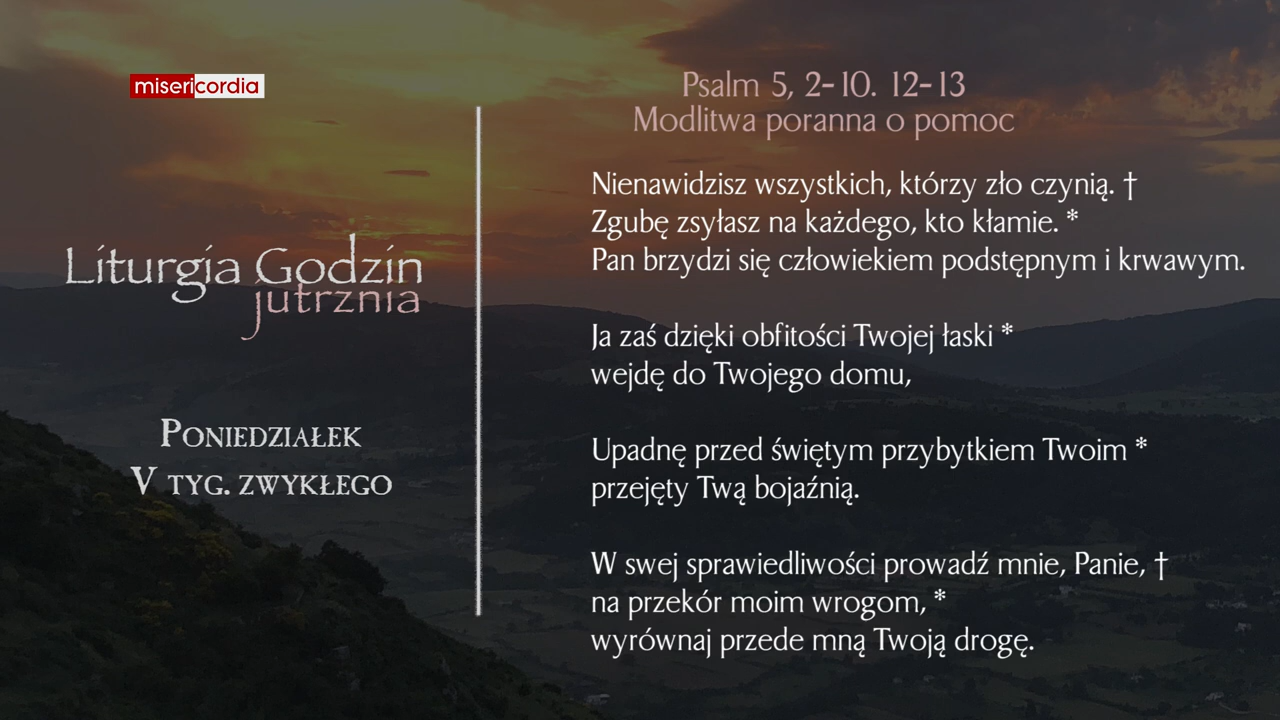 misericordia
Liturgia Godzin
jutrznia
Poniedziałek
V tyg. zwykłego
Psalm 5, 2-10. 12-13
Modlitwa poranna o pomoc
Nienawidzisz wszystkich, którzy zło czynią. †
Zgubę zsyłasz na każdego, kto kłamie. *
Pan brzydzi się człowiekiem podstępnym i krwawym.
Ja zaś dzięki obfitości Twojej łaski *
wejdę do Twojego domu,
Upadnę przed świętym przybytkiem Twoim *
przejęty Twą bojaźnią.
W swej sprawiedliwości prowadź mnie, Panie, †
na przekór moim wrogom, *
wyrównaj przede mną Twoją drogę.